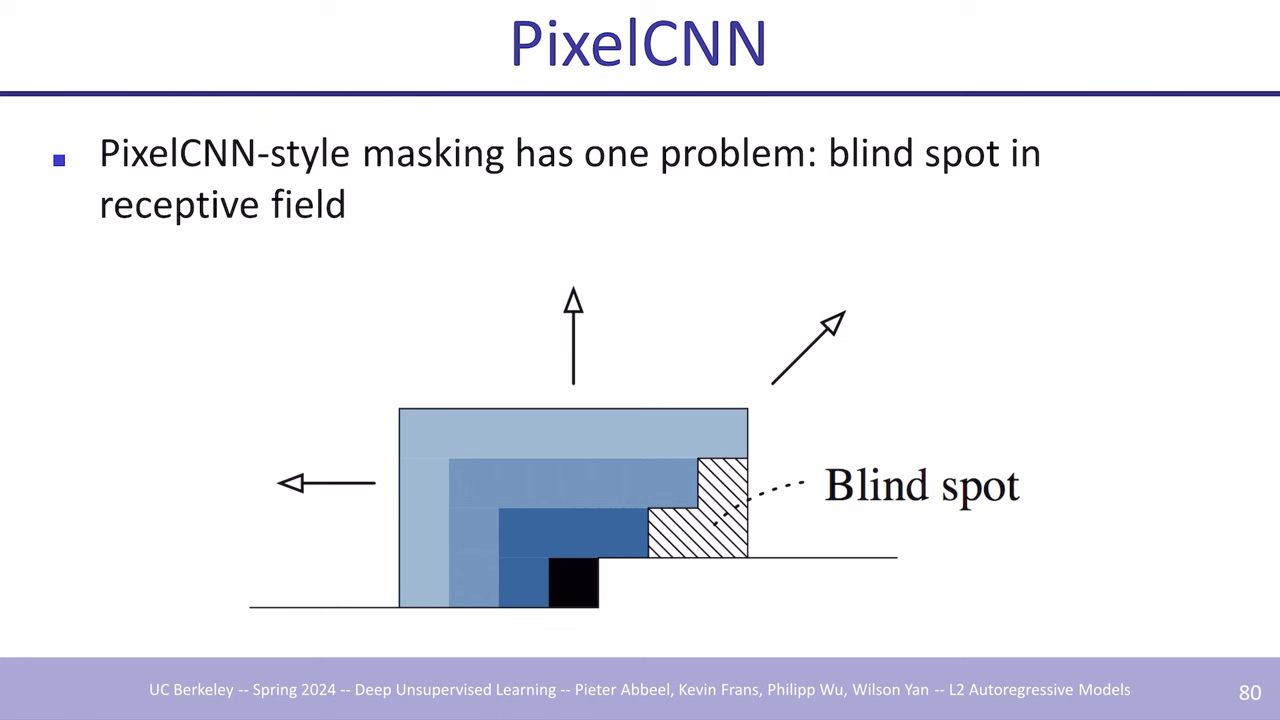 PixelCNN
PixelCNN-style masking has one problem: blind spot in
receptive field
Blind spot
UC Berkeley -- Spring 2024 -- Deep Unsupervised Learning -- Pieter Abbeel, Kevin Frans, Philipp Wu, Wilson Yan -- L2 Autoregressive Models
80